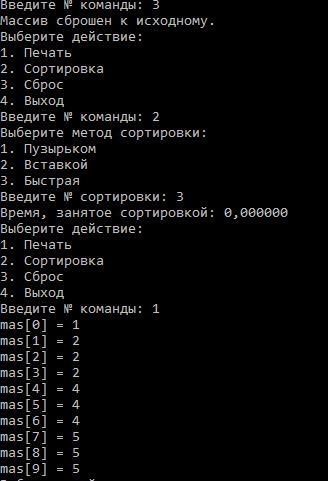 Введите № команды: 3
Массив сброшен к исходному.
Выберите действие:
1. Печать
2. Сортировка
3. Сброс
4. Выход
Введите № команды: 2
Выберите метод сортировки:
1. Пузырьком
2. Вставкой
3. Быстрая
Введите № сортировки: 3
Время, занятое сортировкой: 0,000000
Выберите действие:
1. Печать
2. Сортировка
3. Сброс
4. Выход
Введите № команды: 1
mas[0] = 1
mas[1] = 2
mas[2] = 2
mas[3] = 2
mas[4] = 4
mas[5] = 4
mas[6] = 4
mas[7] = 5
mas[8] = 5
mas[9] = 5